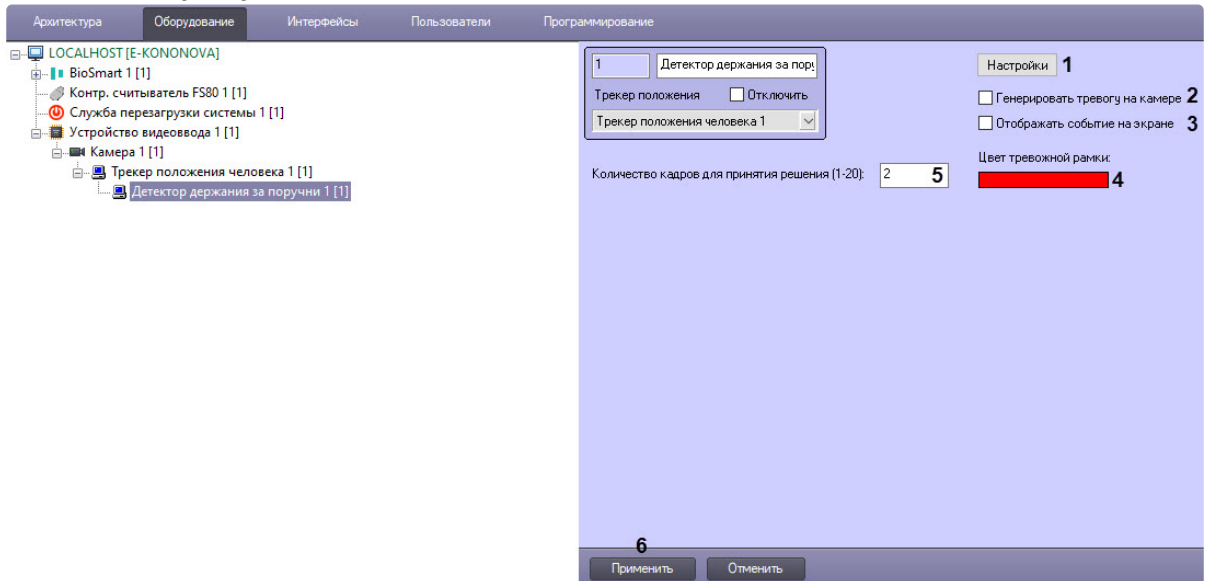 Архитектура Оборудование Интерфейсы Пользователи Программирование
LOCALHOST [E-KONONOVA]
BioSmart 1 [1]
Контр. считыватель FS80 1 [1]
Служба перезагрузки системы 1 [1]
Устройство видеоввода 1 [1]
Камера 1 [1]
Трекер положения человека 1 [1]
Детектор держания за поручни 1 [1]
1 Детектор держания за пору
Трекер положения Отключить
Трекер положения человека 1
Количество кадров для принятия решения (1-20): 2 5
Настройки 1
Генерировать тревогу на камере 2
Отображать событие на экране 3
Цвет тревожной рамки:
4
6
Применить Отменить